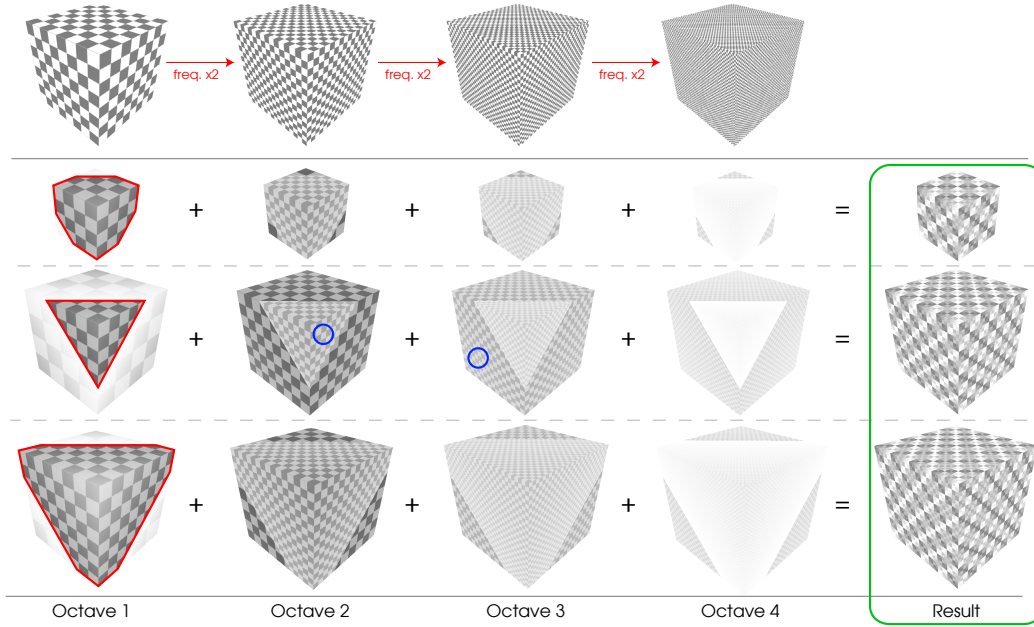 freq. x2
freq. x2
freq. x2
+ + + =
+ + + =
+ + + =
Octave 1 Octave 2 Octave 3 Octave 4 Result